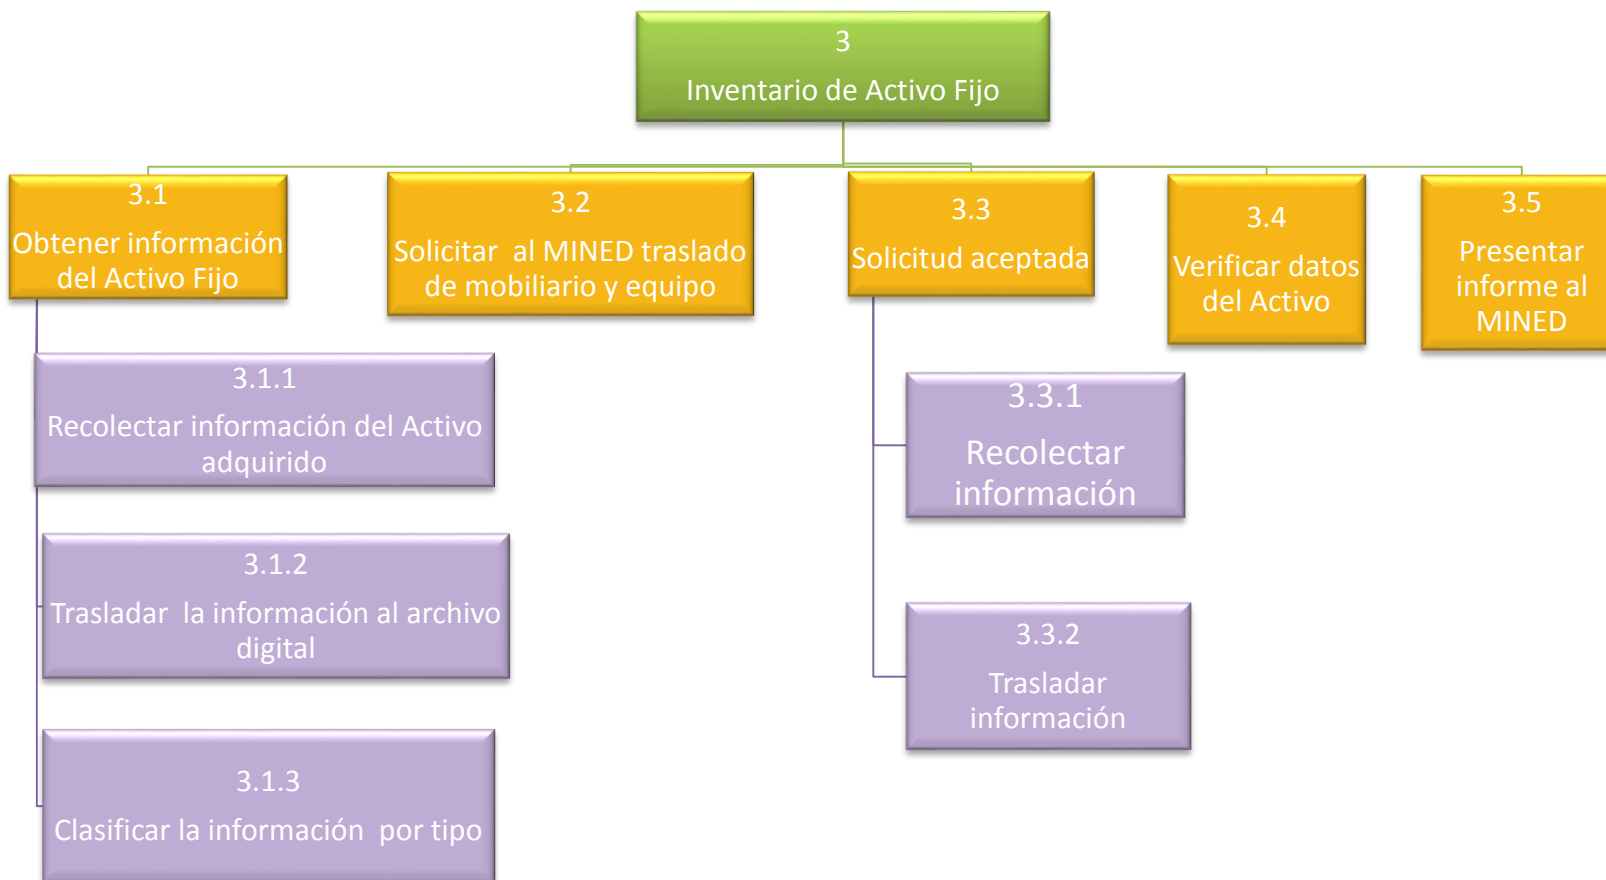 3
Inventario de Activo Fijo
3.1
Obtener información
del Activo Fijo
3.2
Solicitar al MINED traslado
de mobiliario y equipo
3.3
Solicitud aceptada
3.4
Verificar datos
del Activo
3.5
Presentar
informe al
MINED
3.1.1
Recolectar información del Activo
adquirido
3.1.2
Trasladar la información al archivo
digital
3.1.3
Clasificar la información por tipo
3.3.1
Recolectar
información
3.3.2
Trasladar
información